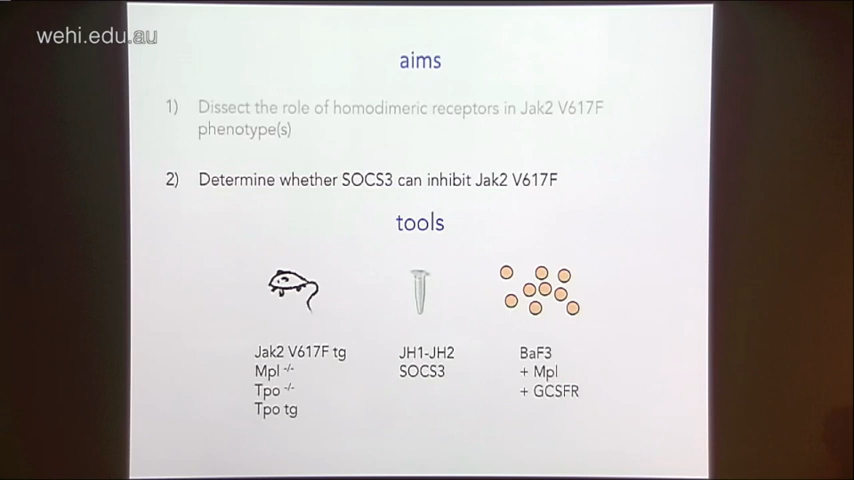 wehi.edu.au
aims
1) Dissect the role of homodimeric receptors in Jak2 V617F
phenotype(s)
2) Determine whether SOCS3 can inhibit Jak2 V617F
tools
Jak2 V617F tg
Mpl -/-
Tpo -/-
Tpo tg
JH1-JH2
SOCS3
BaF3
+ Mpl
+ GCSFR